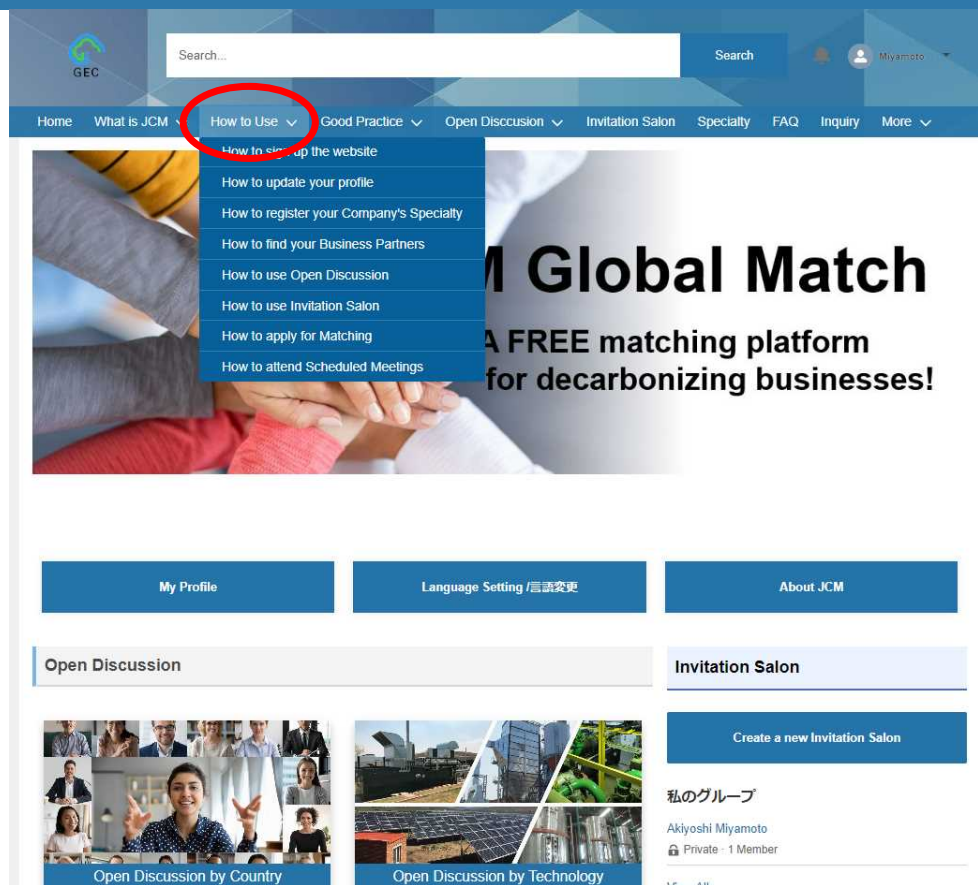 GEC
Search...
Search
Miyamoto
Home What is JCM How to Use Good Practice Open Disccusion Invitation Salon Specialty FAQ Inquiry More
How to sign up the website
How to update your profile
How to register your Company's Specialty
How to find your Business Partners
How to use Open Discussion
How to use Invitation Salon
How to apply for Matching
How to attend Scheduled Meetings
M Global Match
A FREE matching platform
for decarbonizing businesses!
My Profile
Language Setting /言語変更
About JCM
Open Discussion
Invitation Salon
Create a new Invitation Salon
私のグループ
Akiyoshi Miyamoto
Private · 1 Member
Open Discussion by Country
Open Discussion by Technology